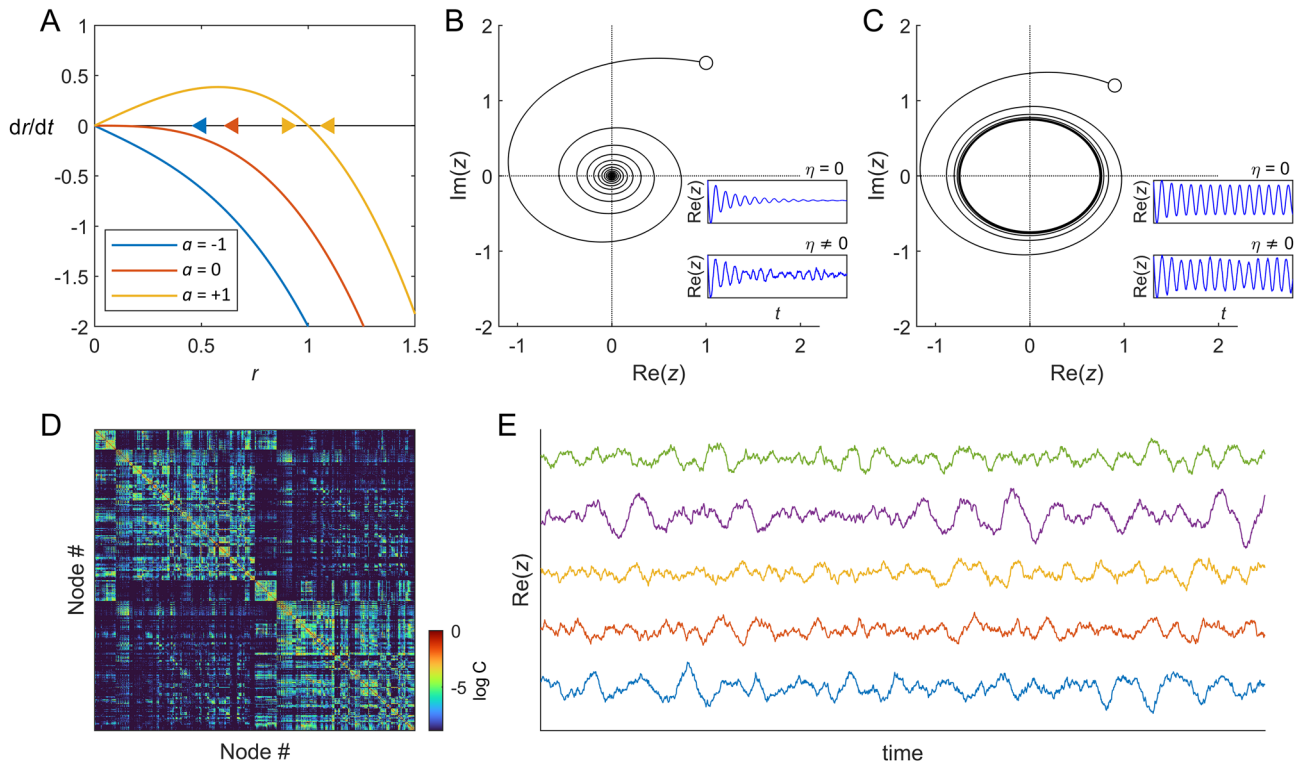 A
1
0.5
dr/dt
0
-0.5
-1
-1.5
-2
a = -1
a = 0
a = +1
0
0.5
1
1.5
r
B
2
1
Im(z)
0
-1
-2
η = 0
Re(z)
η ≠ 0
Re(z)
t
-1
0
1
2
Re(z)
C
2
1
Im(z)
0
-1
-2
η = 0
Re(z)
η ≠ 0
Re(z)
t
-1
0
1
2
Re(z)
D
Node #
Node #
0
-5
log C
E
Re(z)
time